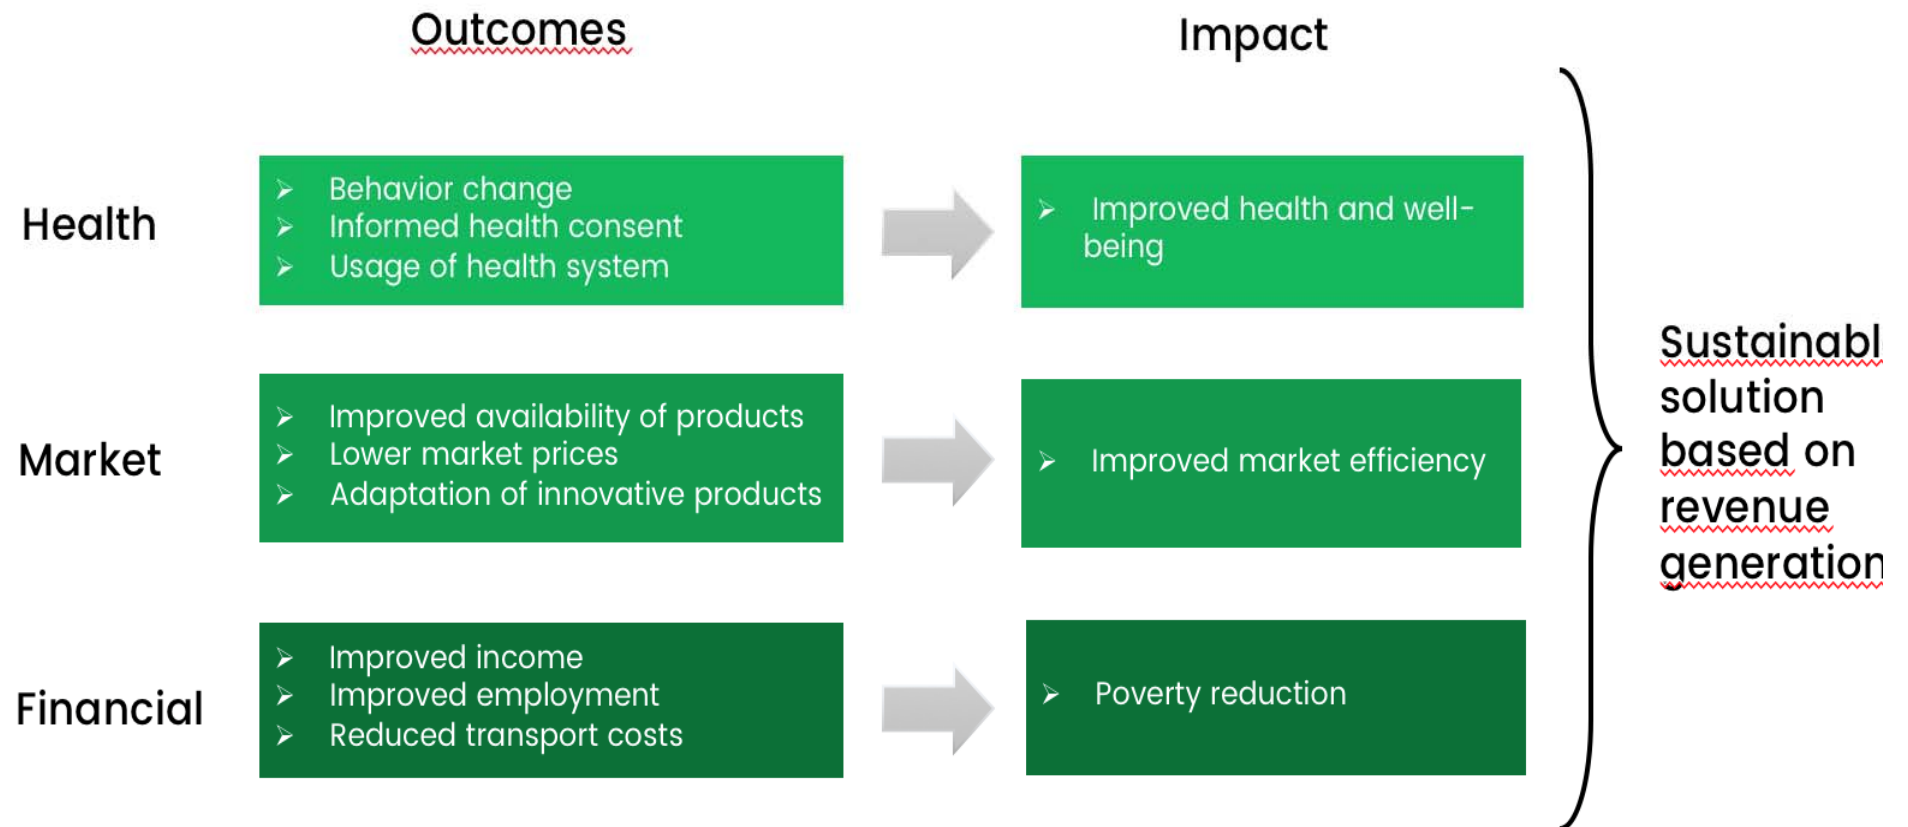 Outcomes
Impact
Health
Behavior change
Informed health consent
Usage of health system
Improved health and well-
being
Market
Improved availability of products
Lower market prices
Adaptation of innovative products
Improved market efficiency
Financial
Improved income
Improved employment
Reduced transport costs
Poverty reduction
Sustainabl
solution
based on
revenue
generation